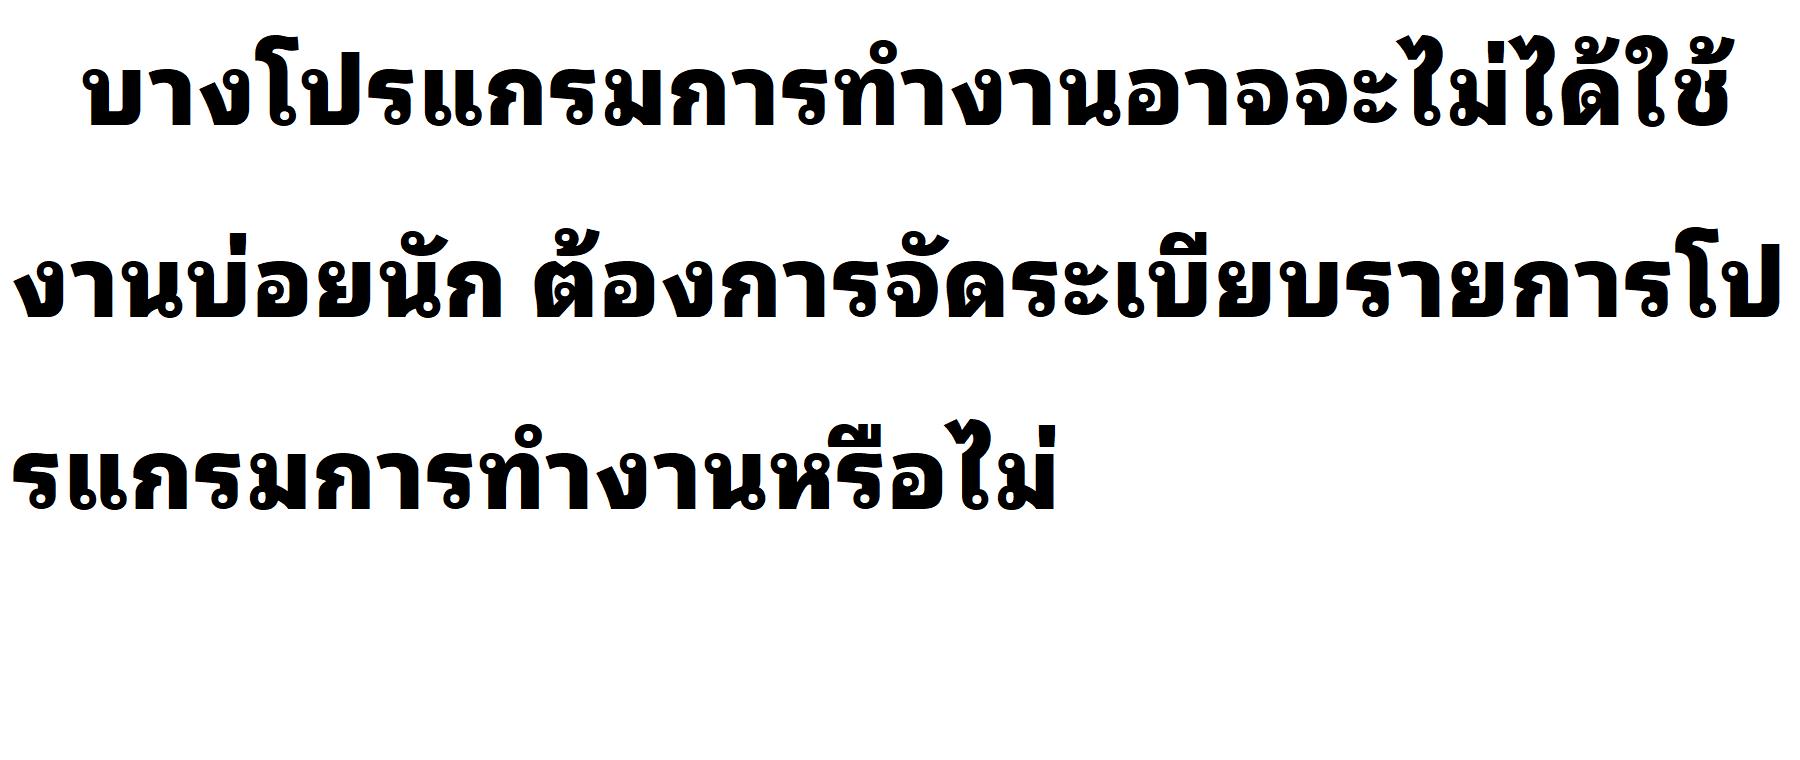 บางโปรแกรมการทำงานอาจจะไม่ได้ใช้
งานบ่อยนัก ต้องการจัดระเบียบรายการโป
รแกรมการทำงานหรือไม่